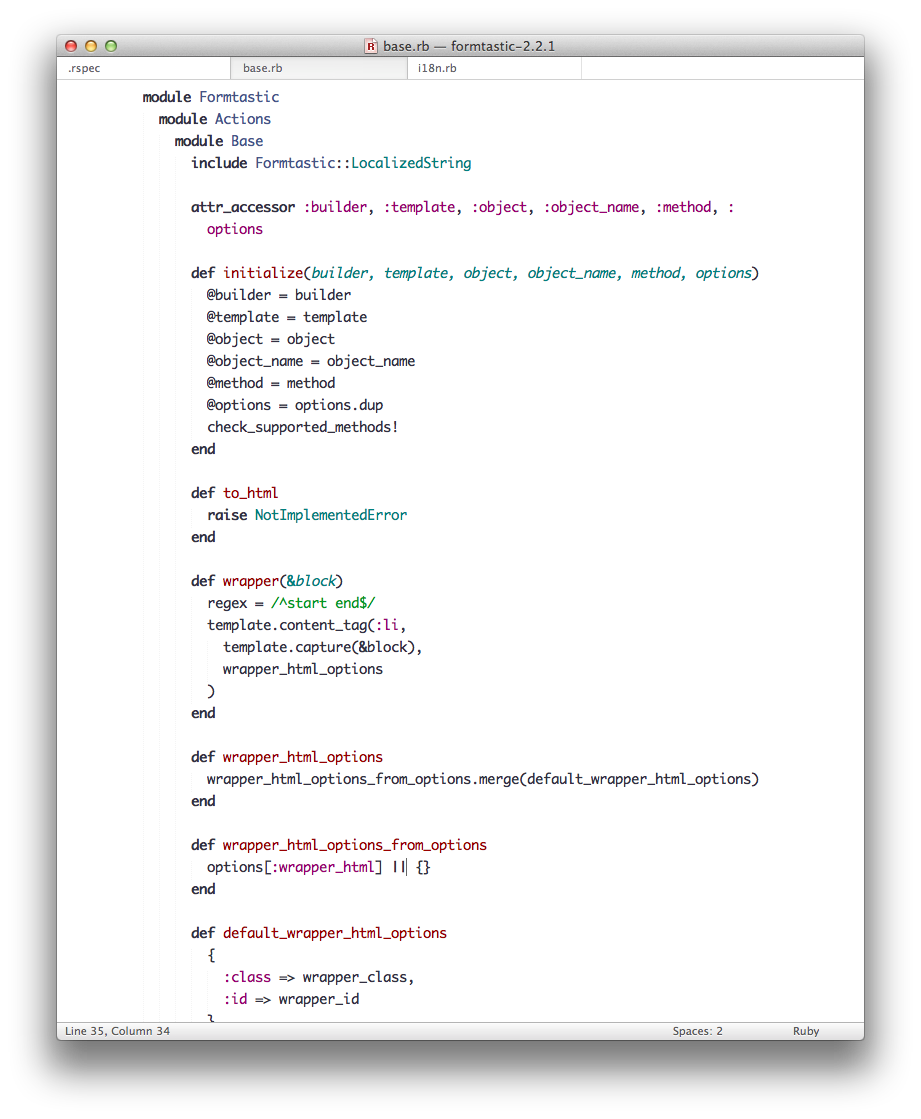 base.rb — formtastic-2.2.1
.rspec
base.rb
i18n.rb
module Formtastic
  module Actions
    module Base
      include Formtastic::LocalizedString

      attr_accessor :builder, :template, :object, :object_name, :method, :
        options

      def initialize(builder, template, object, object_name, method, options)
        @builder = builder
        @template = template
        @object = object
        @object_name = object_name
        @method = method
        @options = options.dup
        check_supported_methods!
      end

      def to_html
        raise NotImplementedError
      end

      def wrapper(&block)
        regex = /^start end$/
        template.content_tag(:li,
          template.capture(&block),
          wrapper_html_options
        )
      end

      def wrapper_html_options
        wrapper_html_options_from_options.merge(default_wrapper_html_options)
      end

      def wrapper_html_options_from_options
        options[:wrapper_html] || {}
      end

      def default_wrapper_html_options
        {
          :class => wrapper_class,
          :id => wrapper_id
        }
Line 35, Column 34
Spaces: 2
Ruby